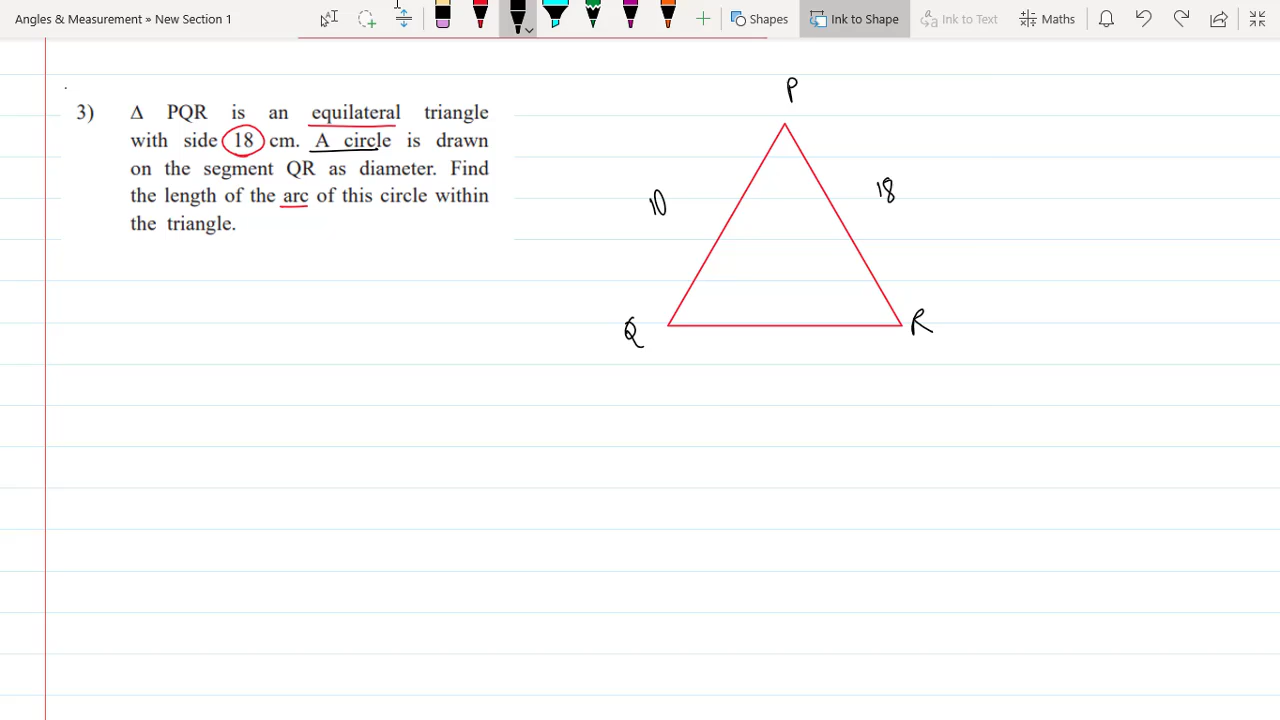 Angles & Measurement » New Section 1
Shapes
Ink to Shape
Ink to Text
Maths
3) Δ PQR is an equilateral triangle
with side 18 cm. A circle is drawn
on the segment QR as diameter. Find
the length of the arc of this circle within
the triangle.
P
10
18
Q
R